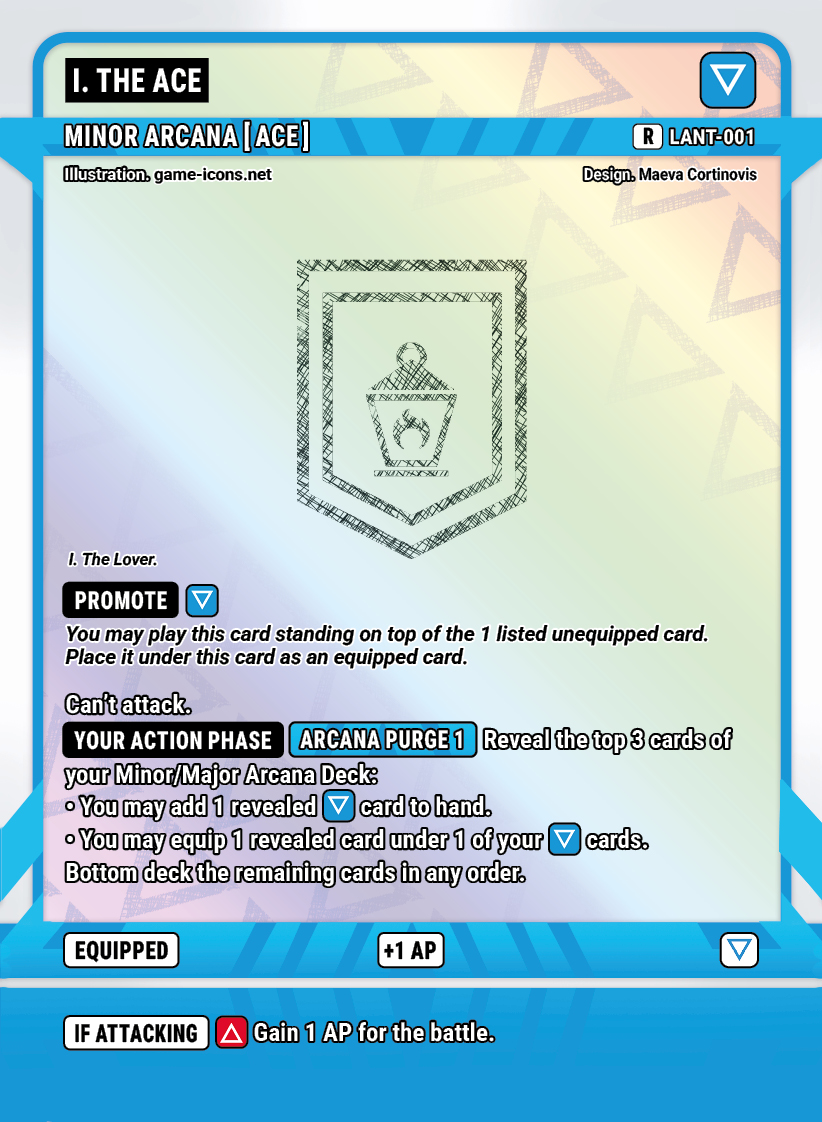 I. THE ACE
MINOR ARCANA [ ACE ]
R LANT-001
Illustration. game-icons.net
Design. Maeva Cortinovis
I. The Lover.
PROMOTE
You may play this card standing on top of the 1 listed unequipped card.
Place it under this card as an equipped card.
Can't attack.
YOUR ACTION PHASE ARCANA PURGE 1 Reveal the top 3 cards of
your Minor/Major Arcana Deck:
• You may add 1 revealed card to hand.
• You may equip 1 revealed card under 1 of your cards.
Bottom deck the remaining cards in any order.
EQUIPPED +1 AP
IF ATTACKING Gain 1 AP for the battle.